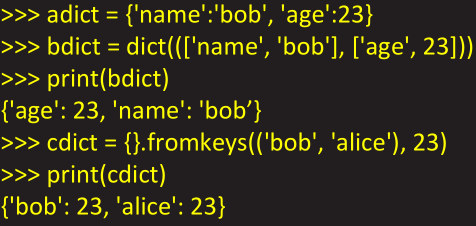 >>> adict = {'name':'bob', 'age':23}
>>> bdict = dict((['name', 'bob'], ['age', 23]))
>>> print(bdict)
{'age': 23, 'name': 'bob’}
>>> cdict = {}.fromkeys(('bob', 'alice'), 23)
>>> print(cdict)
{'bob': 23, 'alice': 23}